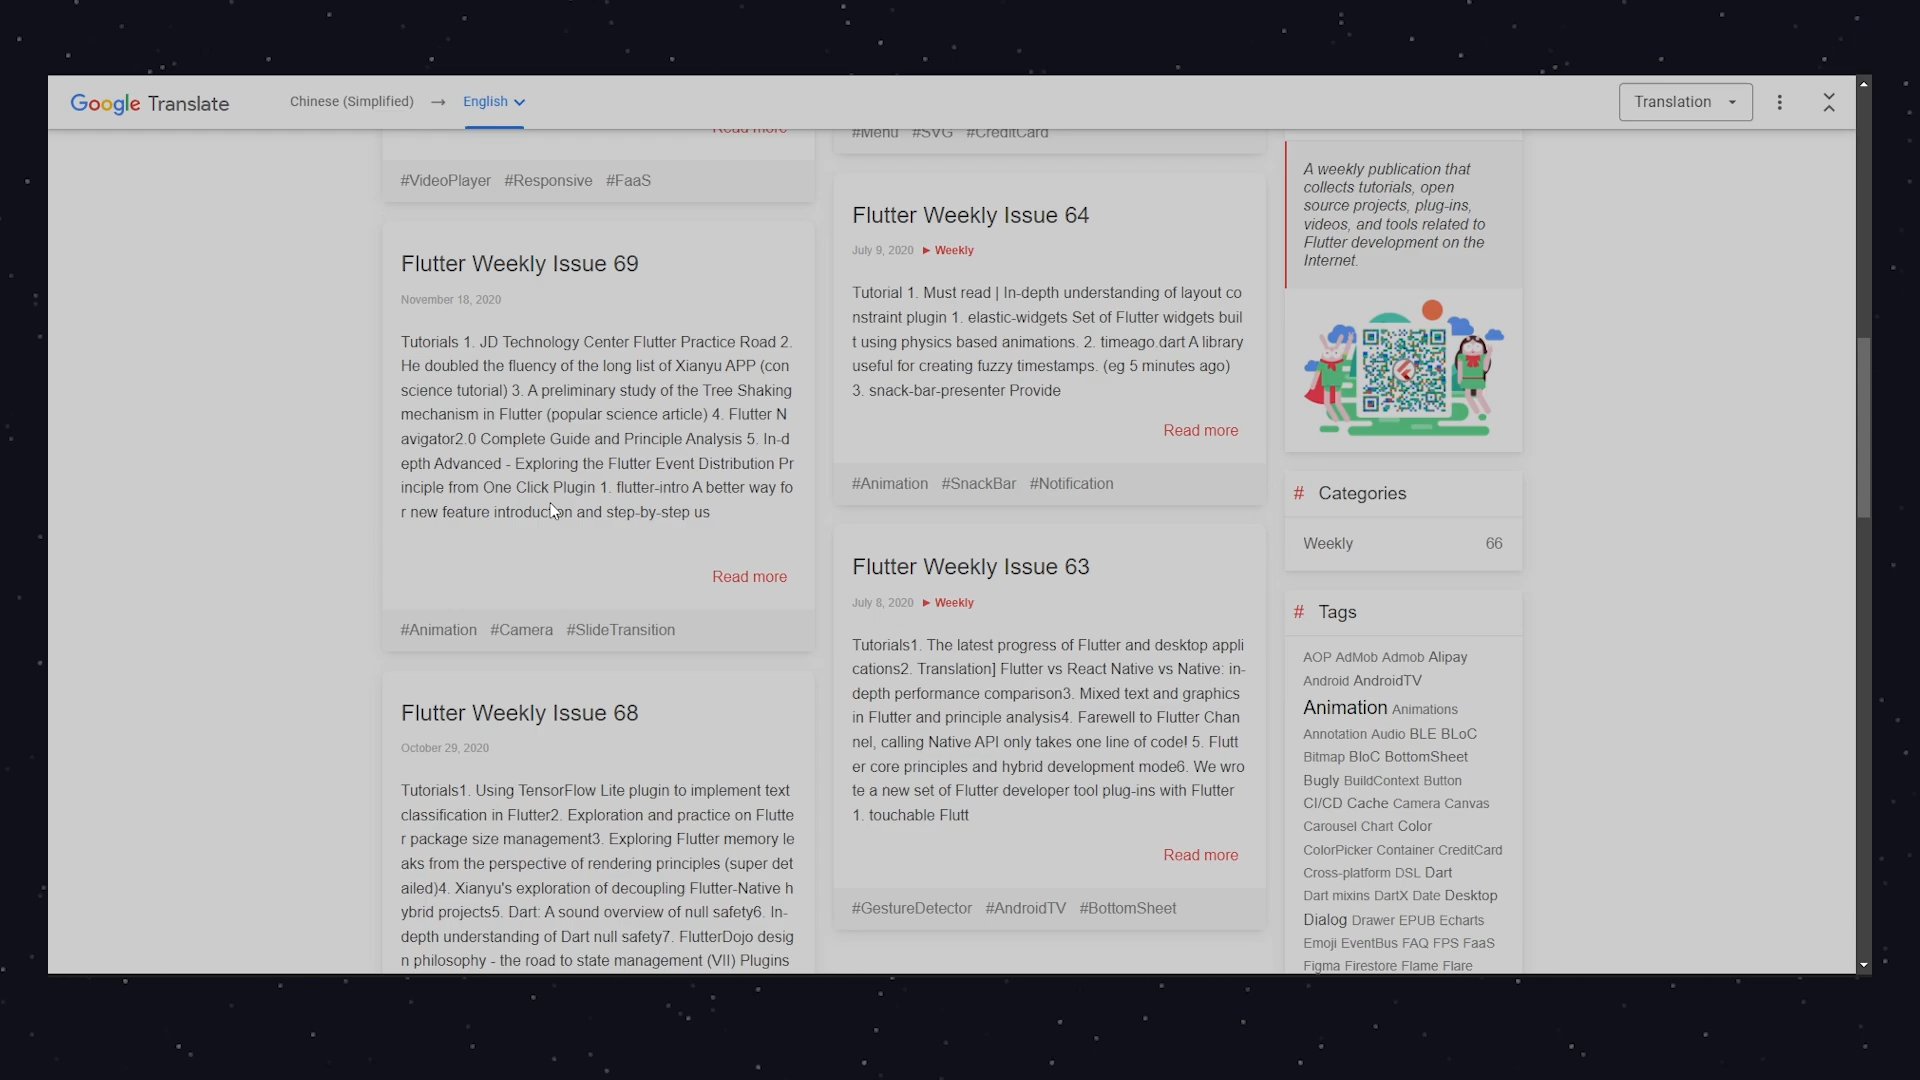 Google Translate
Chinese (Simplified) → English
Translation
Read more
#VideoPlayer #Responsive #FaaS
Flutter Weekly Issue 69
November 18, 2020
Tutorials 1. JD Technology Center Flutter Practice Road 2.
He doubled the fluency of the long list of Xianyu APP (con
science tutorial) 3. A preliminary study of the Tree Shaking
mechanism in Flutter (popular science article) 4. Flutter N
avigator2.0 Complete Guide and Principle Analysis 5. In-d
epth Advanced - Exploring the Flutter Event Distribution Pr
inciple from One Click Plugin 1. flutter-intro A better way fo
r new feature introduction and step-by-step us
Read more
#Animation #Camera #SlideTransition
Flutter Weekly Issue 68
October 29, 2020
Tutorials1. Using TensorFlow Lite plugin to implement text
classification in Flutter2. Exploration and practice on Flutte
r package size management3. Exploring Flutter memory le
aks from the perspective of rendering principles (super det
ailed)4. Xianyu's exploration of decoupling Flutter-Native h
ybrid projects5. Dart: A sound overview of null safety6. In-
depth understanding of Dart null safety7. FlutterDojo desig
n philosophy - the road to state management (VII) Plugins
#Menu #SVG #CreditCard
Flutter Weekly Issue 64
July 9, 2020 ▶ Weekly
Tutorial 1. Must read | In-depth understanding of layout co
nstraint plugin 1. elastic-widgets Set of Flutter widgets buil
t using physics based animations. 2. timeago.dart A library
useful for creating fuzzy timestamps. (eg 5 minutes ago)
3. snack-bar-presenter Provide
Read more
#Animation #SnackBar #Notification
Flutter Weekly Issue 63
July 8, 2020 ▶ Weekly
Tutorials1. The latest progress of Flutter and desktop appli
cations2. Translation] Flutter vs React Native vs Native: in-
depth performance comparison3. Mixed text and graphics
in Flutter and principle analysis4. Farewell to Flutter Chan
nel, calling Native API only takes one line of code! 5. Flutt
er core principles and hybrid development mode6. We wro
te a new set of Flutter developer tool plug-ins with Flutter
1. touchable Flutt
Read more
#GestureDetector #AndroidTV #BottomSheet
A weekly publication that
collects tutorials, open
source projects, plug-ins,
videos, and tools related to
Flutter development on the
Internet.
# Categories
Weekly 66
# Tags
AOP AdMob Admob Alipay
Android AndroidTV
Animation Animations
Annotation Audio BLE BLoC
Bitmap BloC BottomSheet
Bugly BuildContext Button
CI/CD Cache Camera Canvas
Carousel Chart Color
ColorPicker Container CreditCard
Cross-platform DSL Dart
Dart mixins DartX Date Desktop
Dialog Drawer EPUB Echarts
Emoji EventBus FAQ FPS FaaS
Figma Firestore Flame Flare